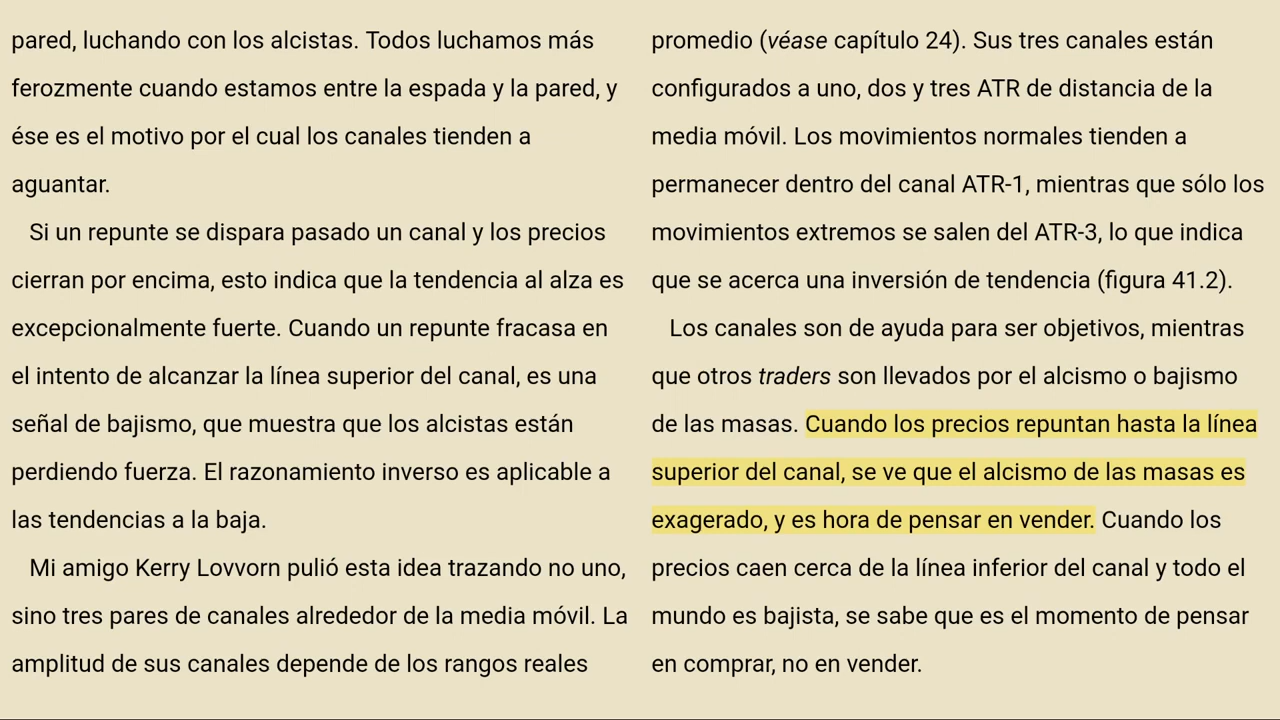 pared, luchando con los alcistas. Todos luchamos más
ferozmente cuando estamos entre la espada y la pared, y
ése es el motivo por el cual los canales tienden a
aguantar.
Si un repunte se dispara pasado un canal y los precios
cierran por encima, esto indica que la tendencia al alza es
excepcionalmente fuerte. Cuando un repunte fracasa en
el intento de alcanzar la línea superior del canal, es una
señal de bajismo, que muestra que los alcistas están
perdiendo fuerza. El razonamiento inverso es aplicable a
las tendencias a la baja.
Mi amigo Kerry Lovvorn pulió esta idea trazando no uno,
sino tres pares de canales alrededor de la media móvil. La
amplitud de sus canales depende de los rangos reales
promedio (véase capítulo 24). Sus tres canales están
configurados a uno, dos y tres ATR de distancia de la
media móvil. Los movimientos normales tienden a
permanecer dentro del canal ATR-1, mientras que sólo los
movimientos extremos se salen del ATR-3, lo que indica
que se acerca una inversión de tendencia (figura 41.2).
Los canales son de ayuda para ser objetivos, mientras
que otros traders son llevados por el alcismo o bajismo
de las masas. Cuando los precios repuntan hasta la línea
superior del canal, se ve que el alcismo de las masas es
exagerado, y es hora de pensar en vender. Cuando los
precios caen cerca de la línea inferior del canal y todo el
mundo es bajista, se sabe que es el momento de pensar
en comprar, no en vender.